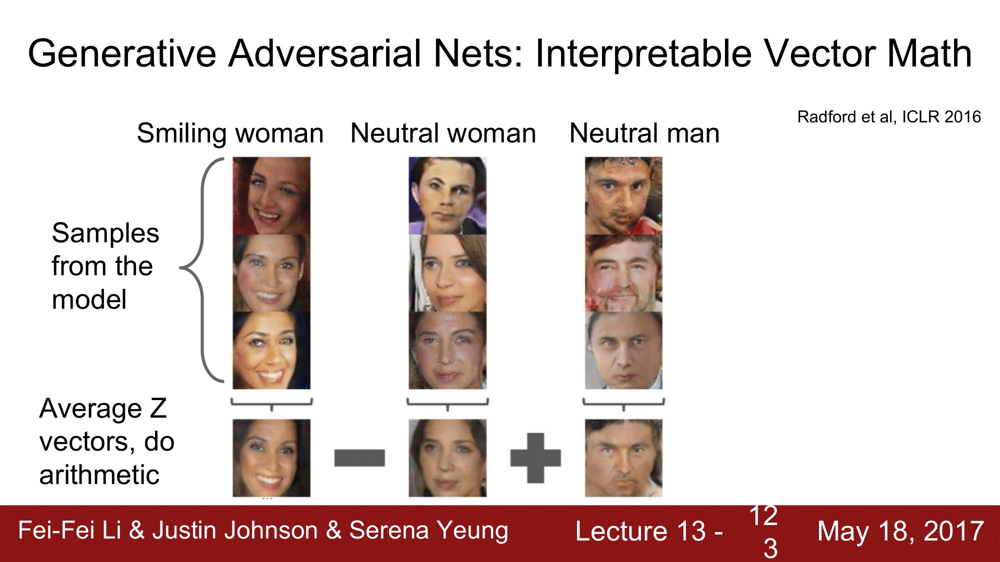 Generative Adversarial Nets: Interpretable Vector Math
Radford et al, ICLR 2016
Smiling woman
Neutral woman
Neutral man
Samples
from the
model
Average Z
vectors, do
arithmetic
Fei-Fei Li & Justin Johnson & Serena Yeung
Lecture 13 -
12
3
May 18, 2017